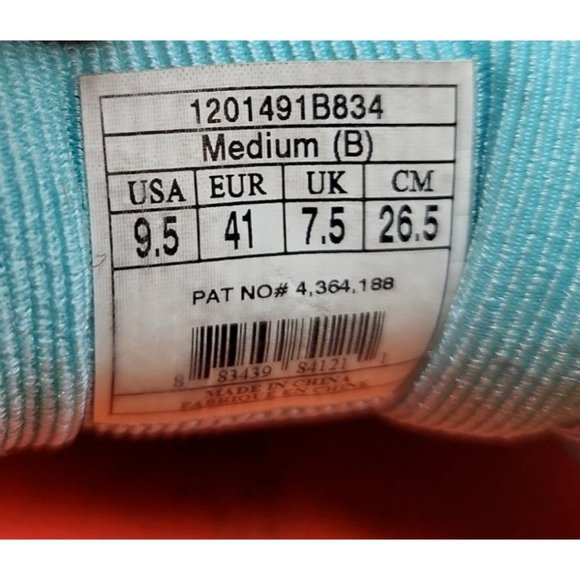 1201491B834
Medium (B)
USA EUR UK CM
9.5 41 7.5 26.5
PAT NO# 4,364,188
8 83439 84121 1
MADE IN CHINA
FABRIQUE EN CHINE